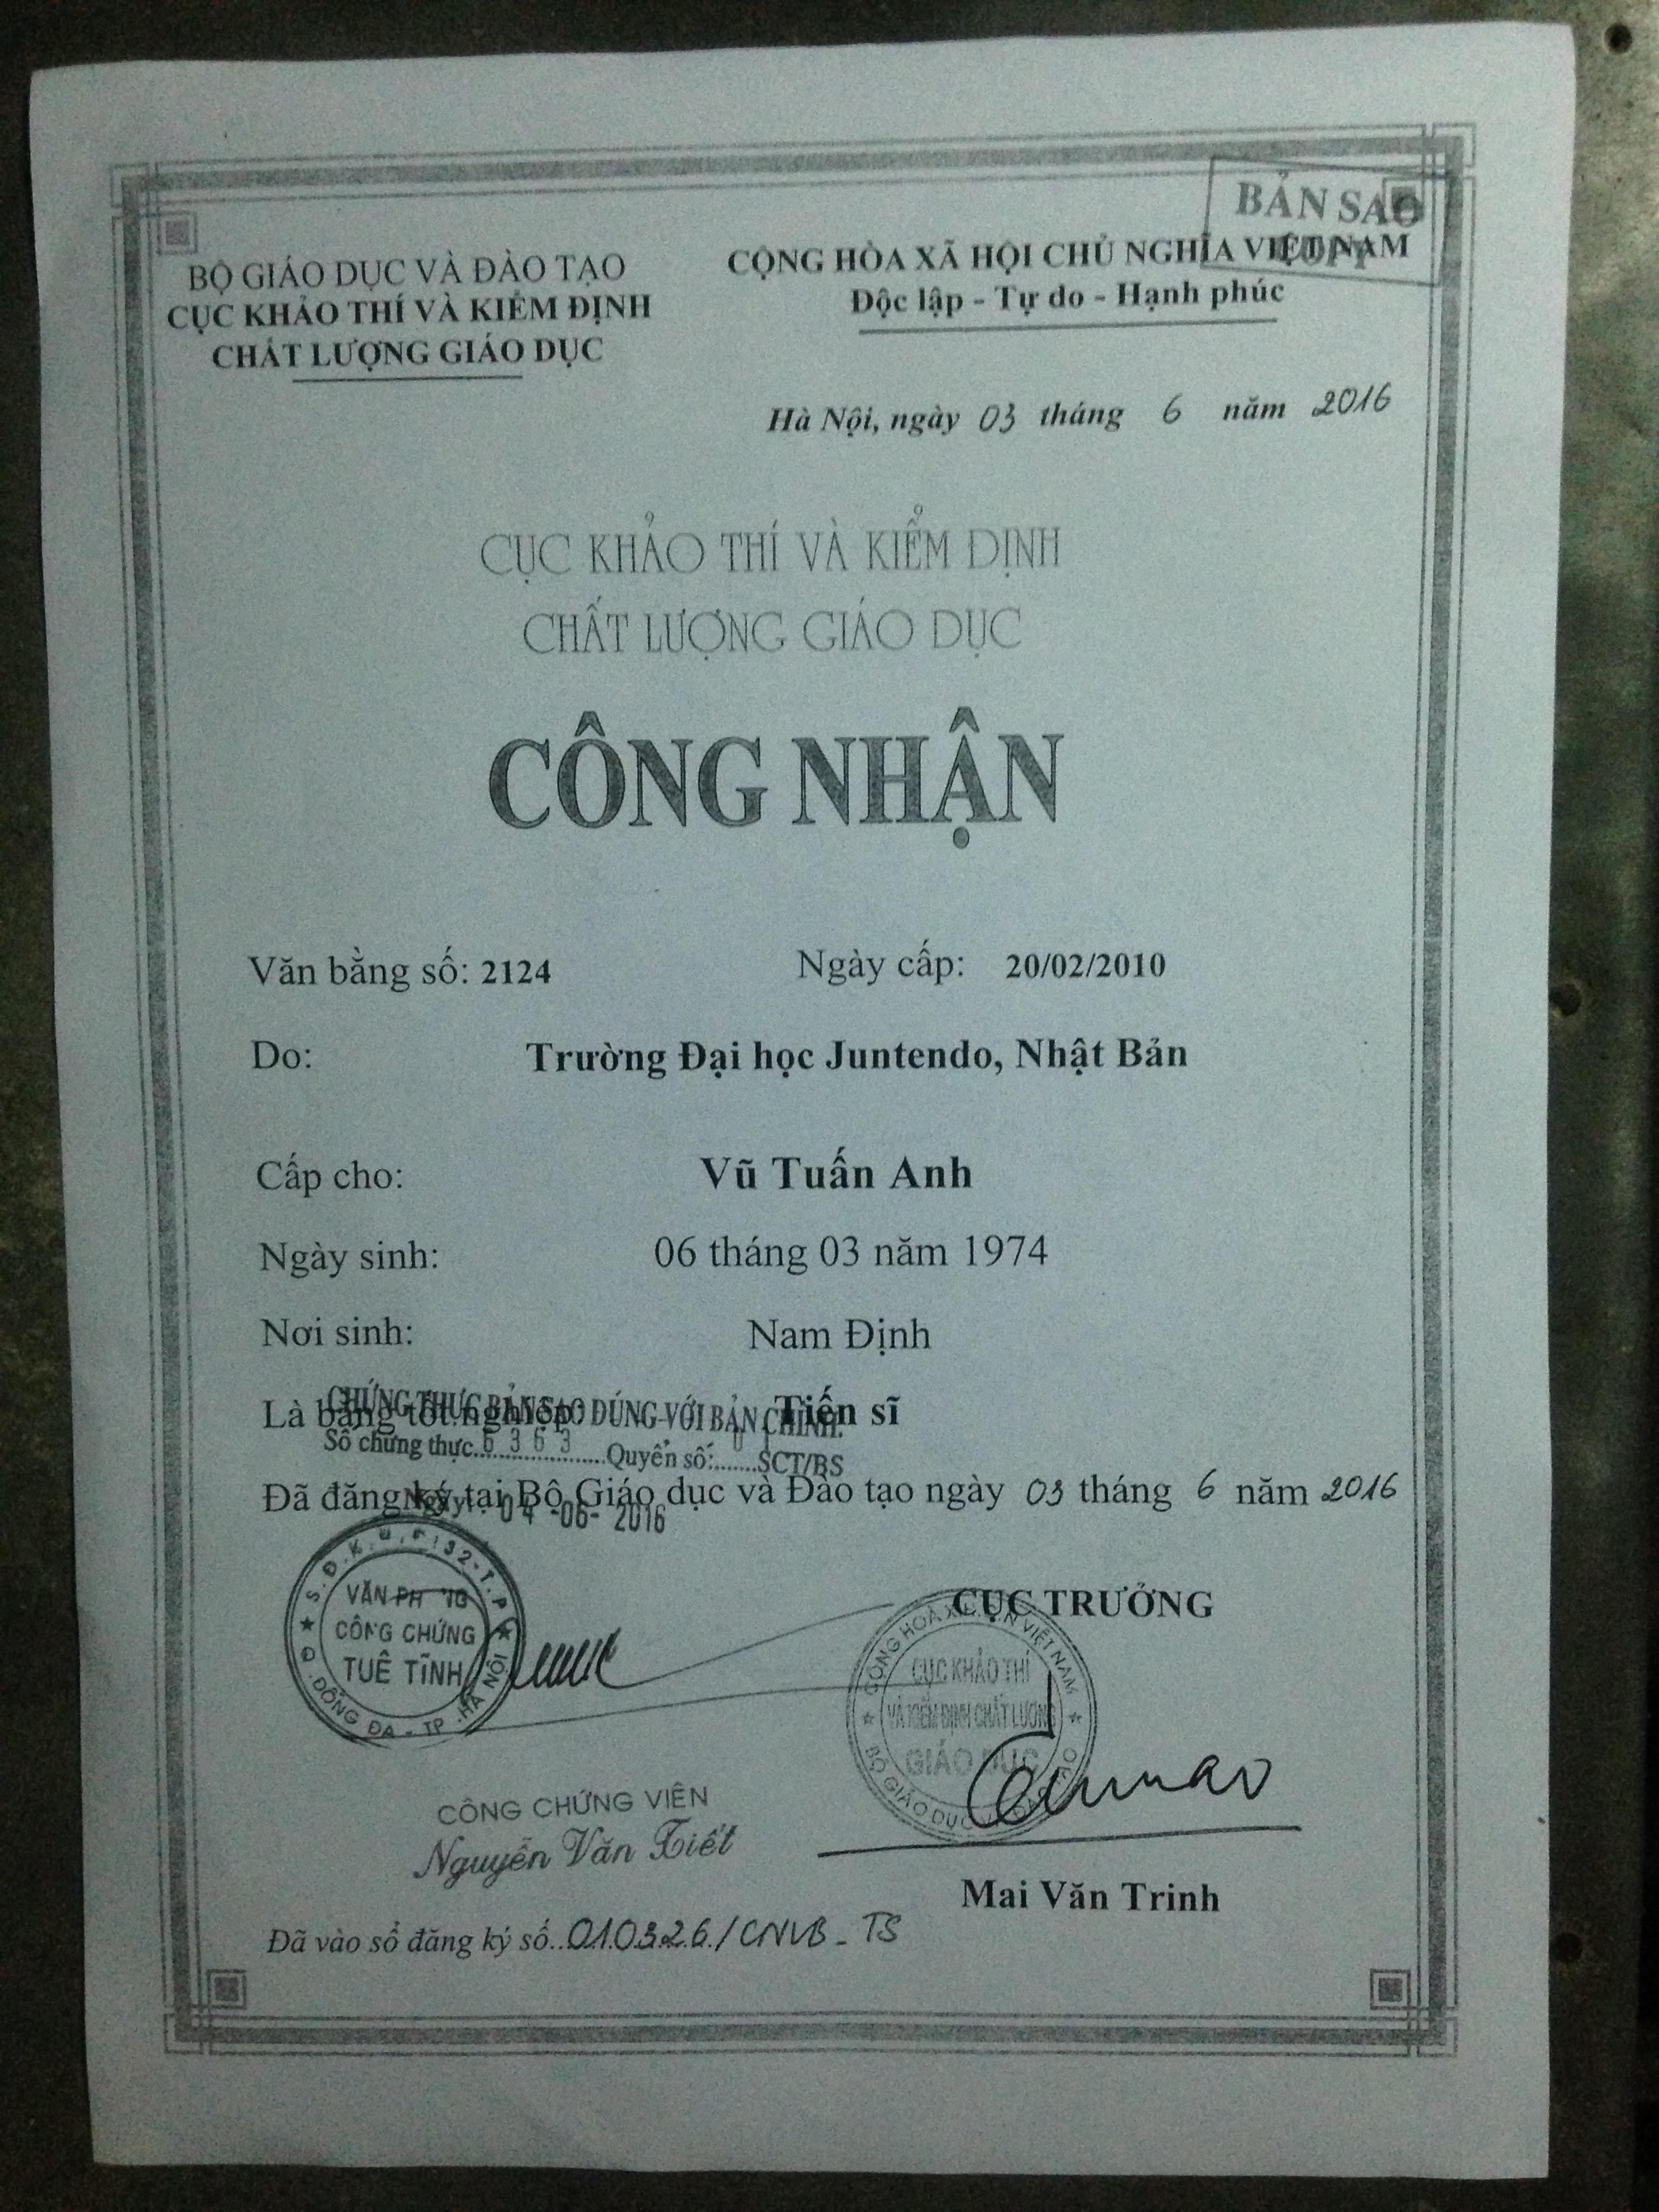 BẢN SAO
COPY
BỘ GIÁO DỤC VÀ ĐÀO TẠO
CỤC KHẢO THÍ VÀ KIỂM ĐỊNH
CHẤT LƯỢNG GIÁO DỤC
CỘNG HÒA XÃ HỘI CHỦ NGHĨA VIỆT NAM
Độc lập - Tự do - Hạnh phúc
Hà Nội, ngày 03 tháng 6 năm 2016
CỤC KHẢO THÍ VÀ KIỂM ĐỊNH
CHẤT LƯỢNG GIÁO DỤC
CÔNG NHẬN
Văn bằng số: 2124 Ngày cấp: 20/02/2010
Do: Trường Đại học Juntendo, Nhật Bản
Cấp cho: Vũ Tuấn Anh
Ngày sinh: 06 tháng 03 năm 1974
Nơi sinh: Nam Định
Là bằng tốt nghiệp: Tiến sĩ
CHỨNG THỰC BẢN SAO ĐÚNG VỚI BẢN CHÍNH
Số chứng thực 6363 Quyển số: SCT/BS
Đã đăng ký tại Bộ Giáo dục và Đào tạo ngày 03 tháng 6 năm 2016
Ngày: 04 -06- 2016
VĂN PHÒNG
CÔNG CHỨNG
TUỆ TĨNH
Q. ĐỐNG ĐA - TP. HÀ NỘI
CỤC TRƯỞNG
CỤC KHẢO THÍ
VÀ KIỂM ĐỊNH CHẤT LƯỢNG
GIÁO DỤC
CÔNG CHỨNG VIÊN
Nguyễn Văn Tiết
Mai Văn Trinh
Đã vào sổ đăng ký số 010326/CNVB - TS